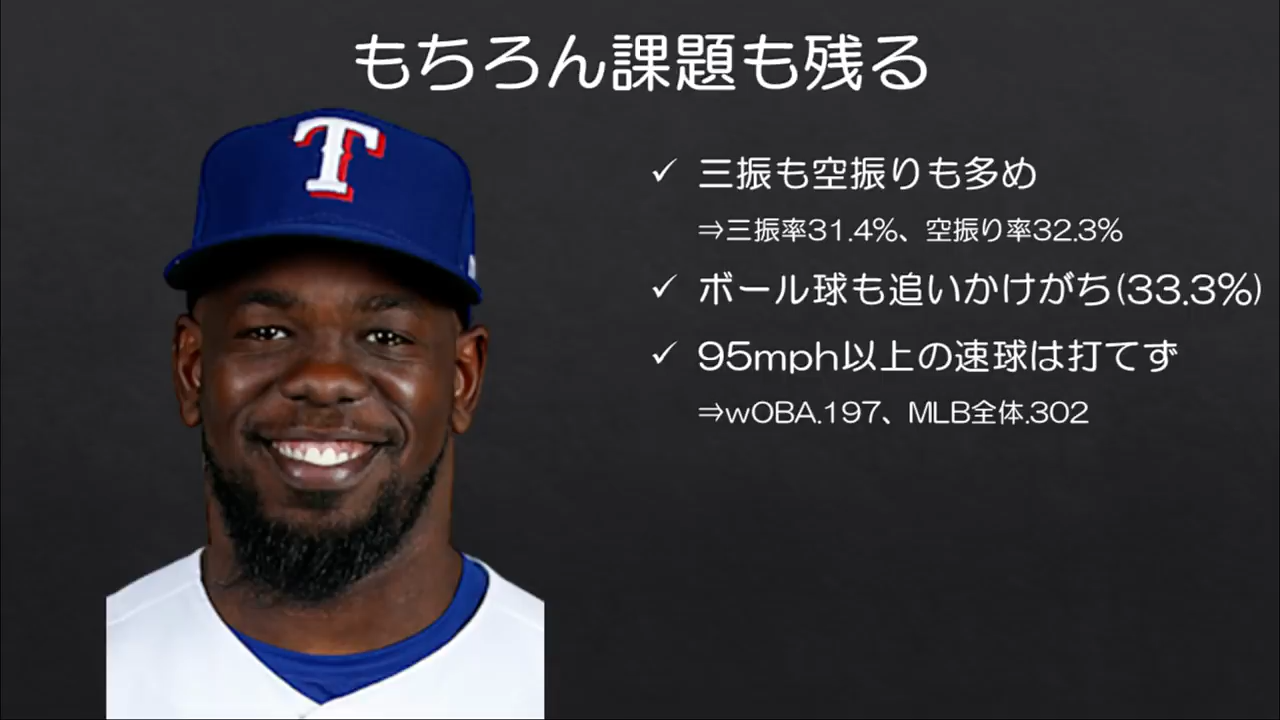 もちろん課題も残る
T
✓ 三振も空振りも多め
⇒三振率31.4%、空振り率32.3%
✓ ボール球も追いかけがち(33.3%)
✓ 95mph以上の速球は打てず
⇒wOBA.197、MLB全体.302